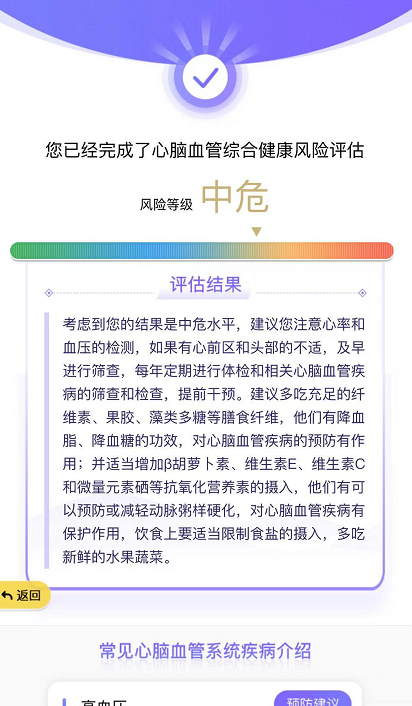 您已经完成了心脑血管综合健康风险评估
风险等级 中危
评估结果
考虑到您的结果是中危水平，建议您注意心率和
血压的检测，如果有心前区和头部的不适，及早
进行筛查，每年定期进行体检和相关心脑血管疾
病的筛查和检查，提前干预。建议多吃充足的纤
维素、果胶、藻类多糖等膳食纤维，他们有降血
脂、降血糖的功效，对心脑血管疾病的预防有作
用；并适当增加β胡萝卜素、维生素E、维生素C
和微量元素硒等抗氧化营养素的摄入，他们有可
以预防或减轻动脉粥样硬化，对心脑血管疾病有
保护作用，饮食上要适当限制食盐的摄入，多吃
新鲜的水果蔬菜。
返回
常见心脑血管系统疾病介绍
高血压 预防建议